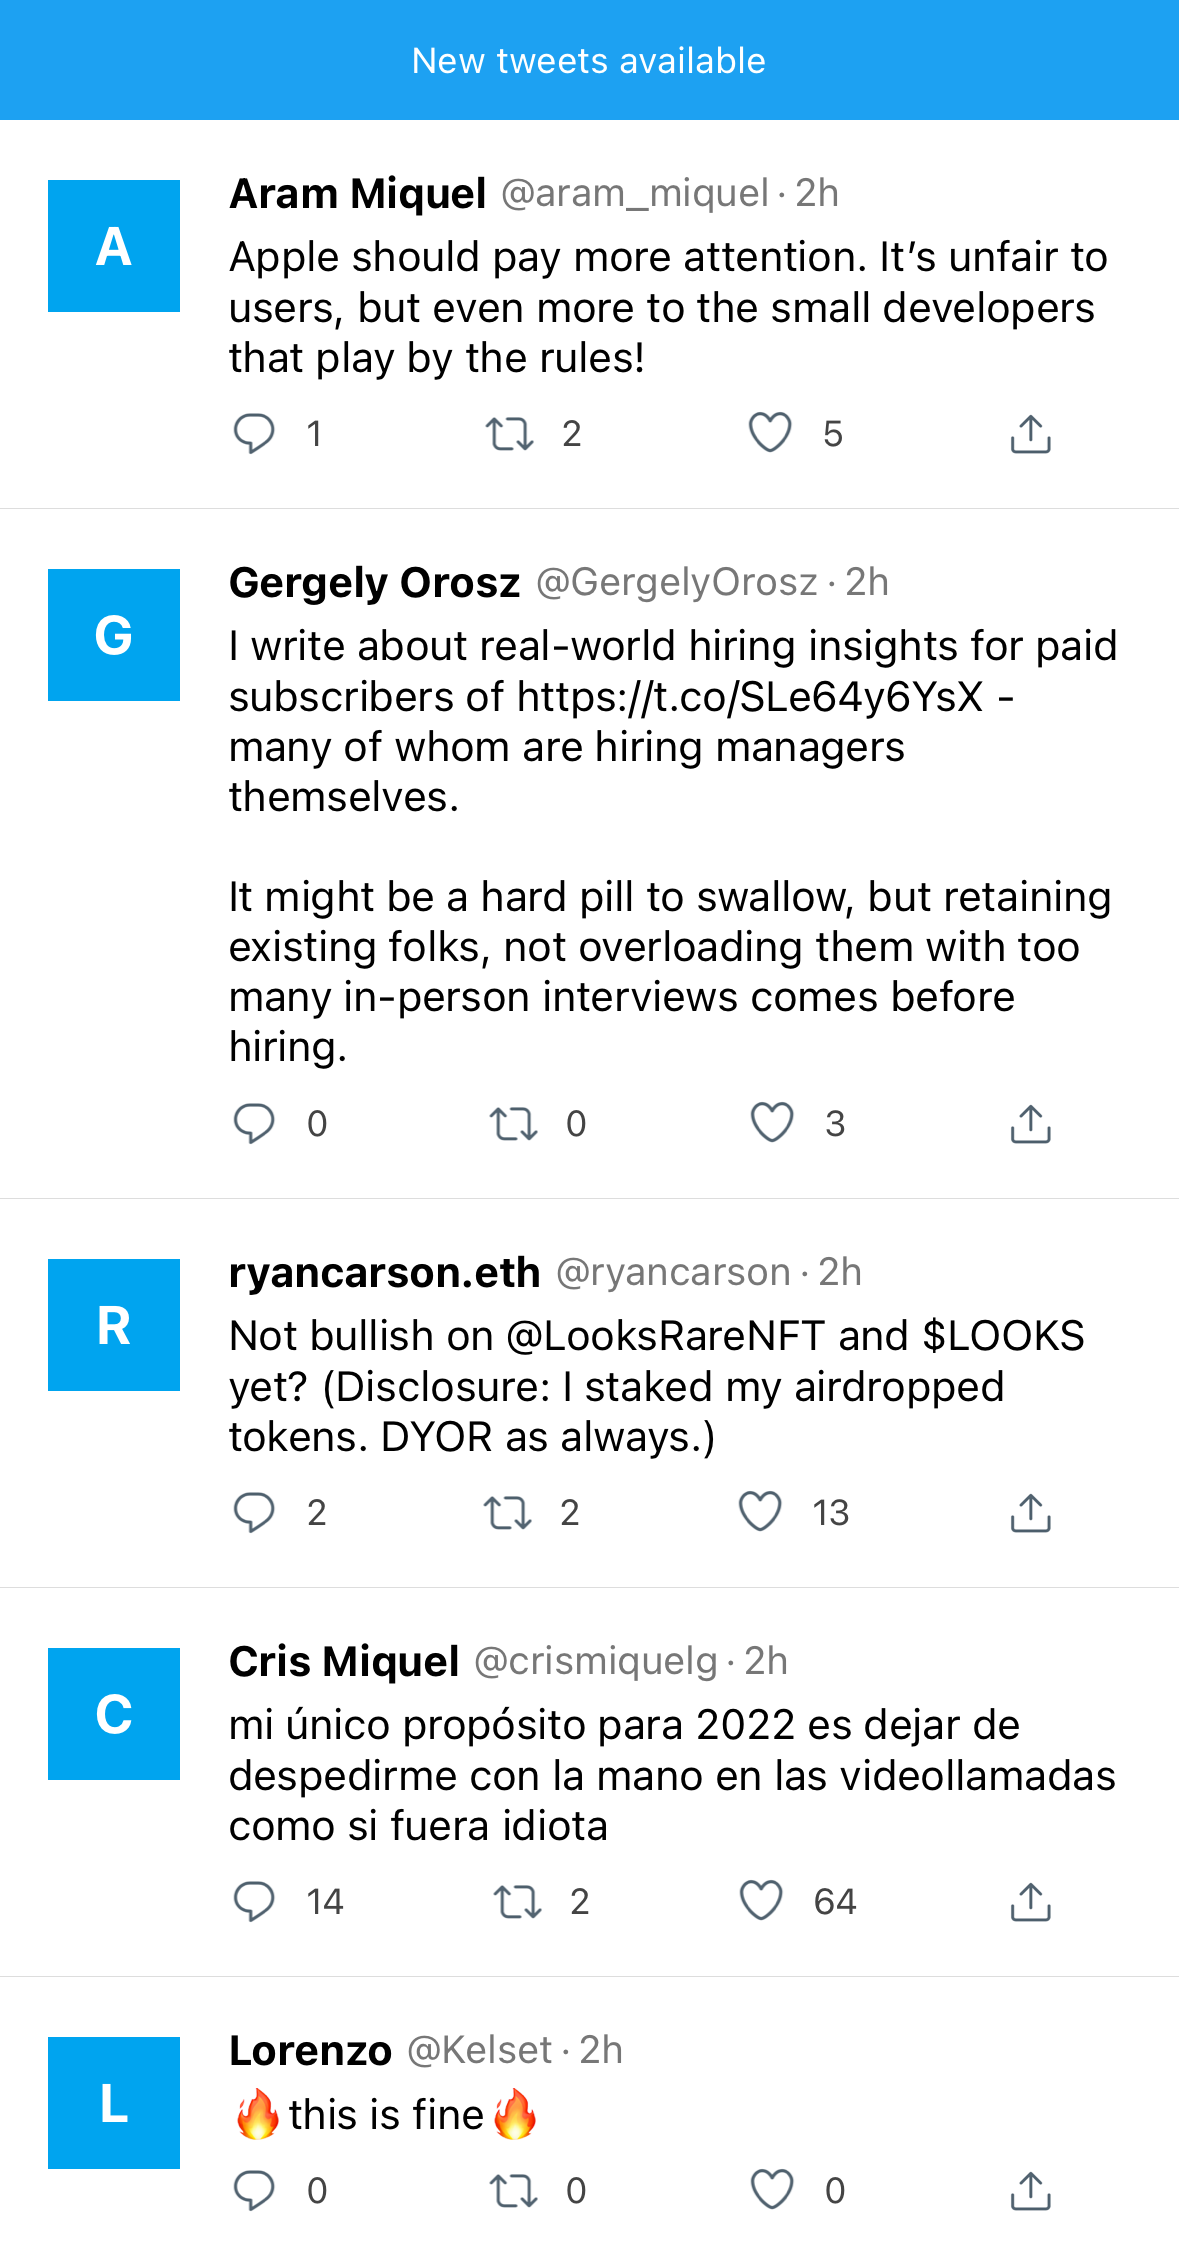 New tweets available
A
Aram Miquel @aram_miquel · 2h
Apple should pay more attention. It’s unfair to
users, but even more to the small developers
that play by the rules!
1 2 5
G
Gergely Orosz @GergelyOrosz · 2h
I write about real-world hiring insights for paid
subscribers of https://t.co/SLe64y6YsX -
many of whom are hiring managers
themselves.
It might be a hard pill to swallow, but retaining
existing folks, not overloading them with too
many in-person interviews comes before
hiring.
0 0 3
R
ryancarson.eth @ryancarson · 2h
Not bullish on @LooksRareNFT and $LOOKS
yet? (Disclosure: I staked my airdropped
tokens. DYOR as always.)
2 2 13
C
Cris Miquel @crismiquelg · 2h
mi único propósito para 2022 es dejar de
despedirme con la mano en las videollamadas
como si fuera idiota
14 2 64
L
Lorenzo @Kelset · 2h
🔥this is fine🔥
0 0 0